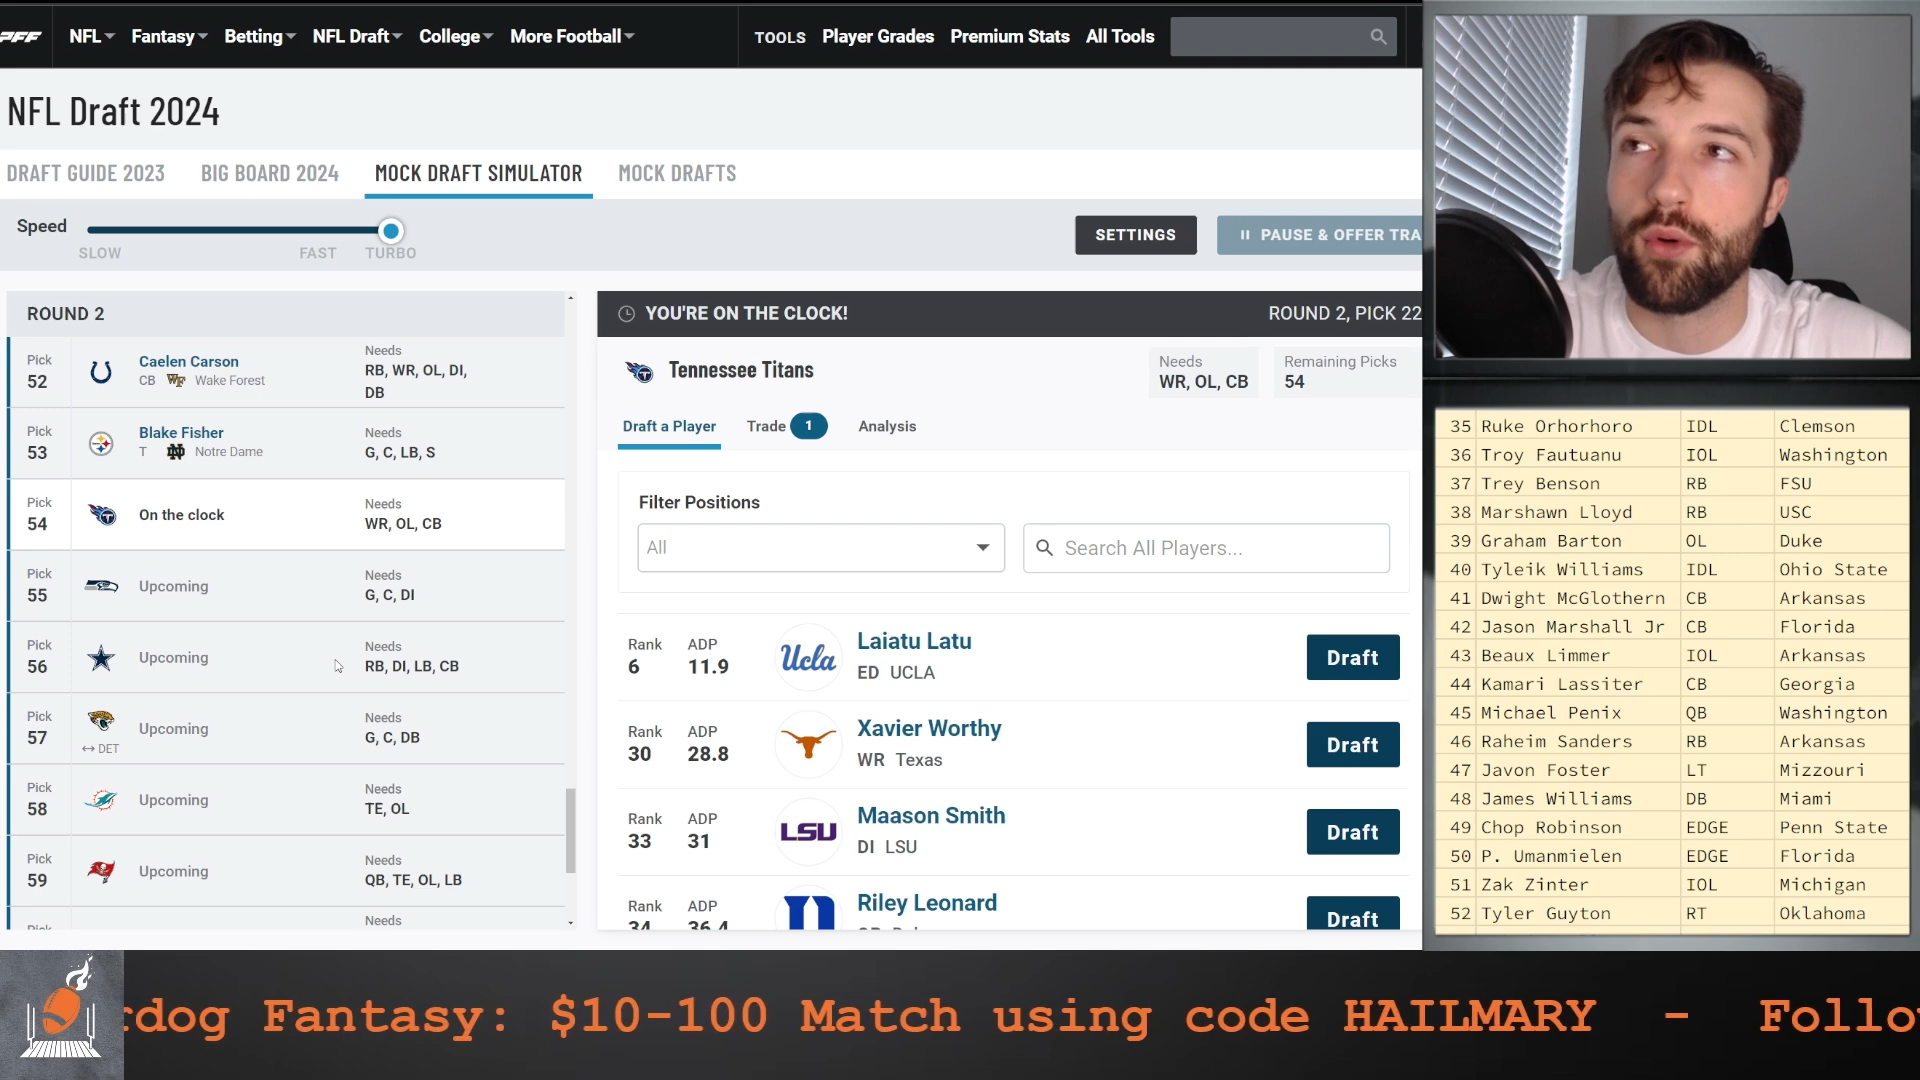 PFF NFL Fantasy Betting NFL Draft College More Football TOOLS Player Grades Premium Stats All Tools
NFL Draft 2024
DRAFT GUIDE 2023 BIG BOARD 2024 MOCK DRAFT SIMULATOR MOCK DRAFTS
Speed
SLOW FAST TURBO
SETTINGS
PAUSE & OFFER TRA
ROUND 2
Pick 52
Caelen Carson
CB WF Wake Forest
Needs
RB, WR, OL, DI,
DB
Pick 53
Blake Fisher
T ND Notre Dame
Needs
G, C, LB, S
Pick 54
On the clock
Needs
WR, OL, CB
Pick 55
Upcoming
Needs
G, C, DI
Pick 56
Upcoming
Needs
RB, DI, LB, CB
Pick 57
↔ DET
Upcoming
Needs
G, C, DB
Pick 58
Upcoming
Needs
TE, OL
Pick 59
Upcoming
Needs
QB, TE, OL, LB
Needs
YOU'RE ON THE CLOCK! ROUND 2, PICK 22
Tennessee Titans
Needs
WR, OL, CB
Remaining Picks
54
Draft a Player Trade 1 Analysis
Filter Positions
All
Search All Players...
Rank ADP
6 11.9
Ucla
Laiatu Latu
ED UCLA
Draft
Rank ADP
30 28.8
Xavier Worthy
WR Texas
Draft
Rank ADP
33 31
LSU
Maason Smith
DI LSU
Draft
Rank ADP
34 36.4
Riley Leonard
Draft
35 Ruke Orhorhoro IDL Clemson
36 Troy Fautuanu IOL Washington
37 Trey Benson RB FSU
38 Marshawn Lloyd RB USC
39 Graham Barton OL Duke
40 Tyleik Williams IDL Ohio State
41 Dwight McGlothern CB Arkansas
42 Jason Marshall Jr CB Florida
43 Beaux Limmer IOL Arkansas
44 Kamari Lassiter CB Georgia
45 Michael Penix QB Washington
46 Raheim Sanders RB Arkansas
47 Javon Foster LT Mizzouri
48 James Williams DB Miami
49 Chop Robinson EDGE Penn State
50 P. Umanmielen EDGE Florida
51 Zak Zinter IOL Michigan
52 Tyler Guyton RT Oklahoma
rdog Fantasy: $10-100 Match using code HAILMARY - Follo